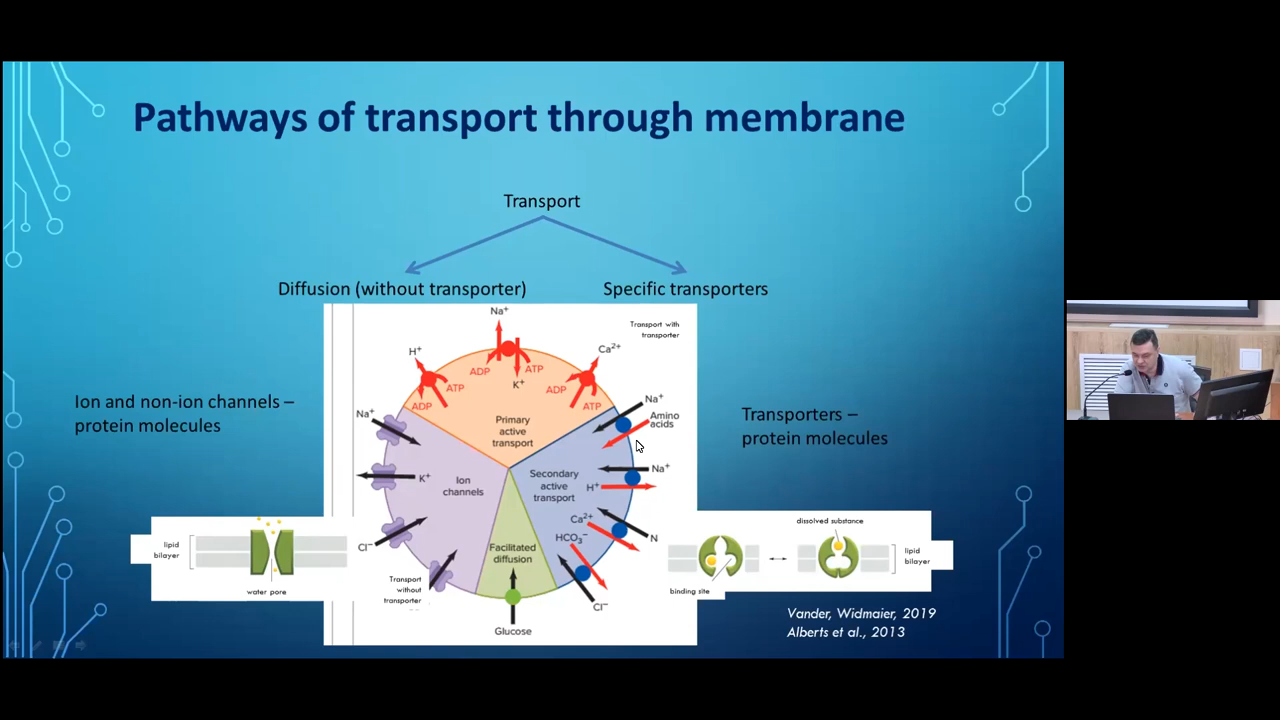 Pathways of transport through membrane
Transport
Diffusion (without transporter)
Specific transporters
Na⁺
Transport with
transporter
H⁺
Ca²⁺
ADP
ATP
K⁺
ADP
ATP
ADP
ATP
Primary
active
transport
Na⁺
Amino
acids
Ion and non-ion channels –
protein molecules
Transporters –
protein molecules
Na⁺
K⁺
Ion
channels
Secondary
active
transport
Na⁺
H⁺
Ca²⁺
HCO₃⁻
N
Cl⁻
Facilitated
diffusion
Transport
without
transporter
Cl⁻
Glucose
lipid
bilayer
water pore
dissolved substance
lipid
bilayer
binding site
Vander, Widmaier, 2019
Alberts et al., 2013